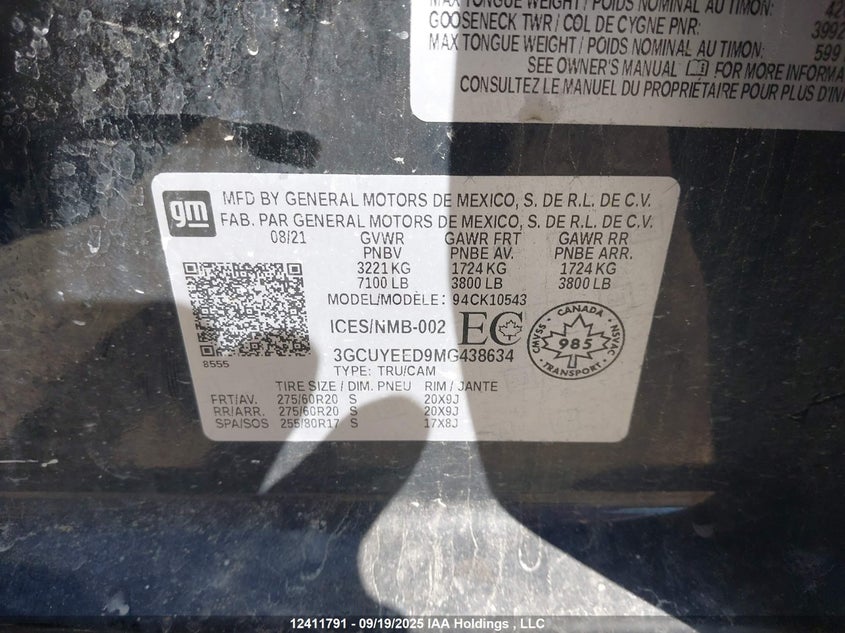 MAX TONGUE WEIGHT / POIDS NOMINAL AU TIMON: 42
GOOSENECK TWR / COL DE CYGNE PNR: 3992
MAX TONGUE WEIGHT / POIDS NOMINAL AU TIMON: 599
SEE OWNER'S MANUAL FOR MORE INFORMA
CONSULTEZ LE MANUEL DU PROPRIÉTAIRE POUR PLUS D'IN
gm
MFD BY GENERAL MOTORS DE MEXICO, S. DE R.L. DE C.V.
FAB. PAR GENERAL MOTORS DE MEXICO, S. DE R.L. DE C.V.
08/21 GVWR GAWR FRT GAWR RR
PNBV PNBE AV. PNBE ARR.
3221 KG 1724 KG 1724 KG
7100 LB 3800 LB 3800 LB
MODEL/MODÈLE: 94CK10543
ICES/NMB-002 EC
CANADA
CMVSS 985 NSVAC
TRANSPORT
8555
3GCUYEED9MG438634
TYPE: TRU/CAM
TIRE SIZE / DIM. PNEU RIM / JANTE
FRT/AV. 275/60R20 S 20X9J
RR/ARR. 275/60R20 S 20X9J
SPA/SOS 255/80R17 S 17X8J
12411791 - 09/19/2025 IAA Holdings , LLC